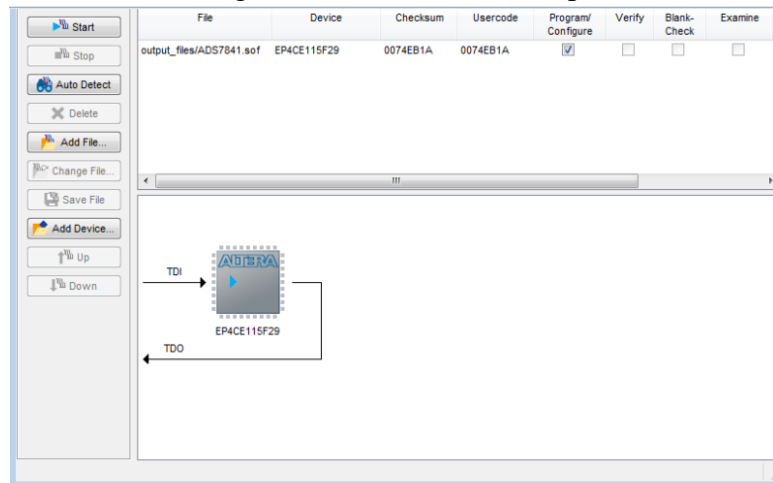 Start
Stop
Auto Detect
Delete
Add File...
Change File...
Save File
Add Device...
Up
Down
File Device Checksum Usercode Program/ Verify Blank- Examine
Configure Check
output_files/ADS7841.sof EP4CE115F29 0074EB1A 0074EB1A
TDI
ALTERA
EP4CE115F29
TDO